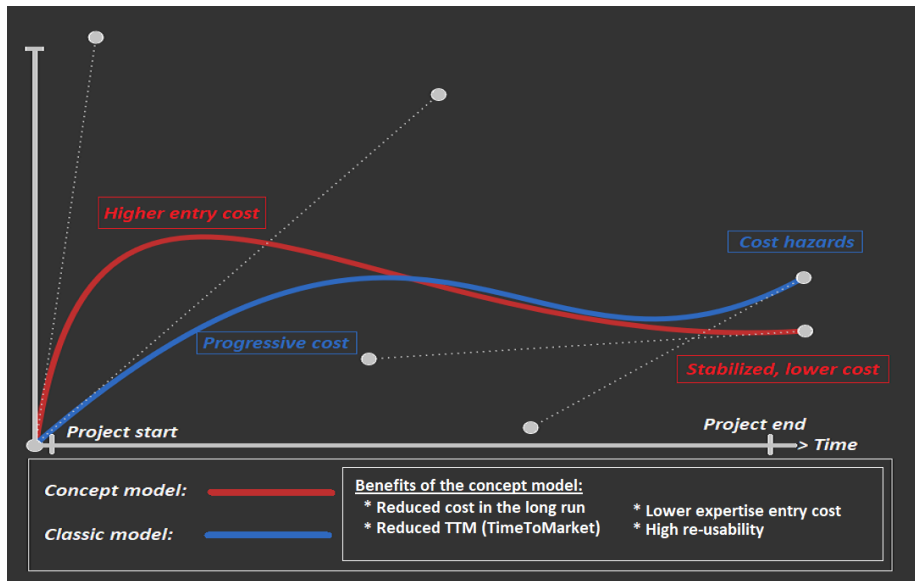 Higher entry cost
Cost hazards
Progressive cost
Stabilized, lower cost
Project start
Project end
> Time
Concept model:
Classic model:
Benefits of the concept model:
* Reduced cost in the long run
* Reduced TTM (TimeToMarket)
* Lower expertise entry cost
* High re-usability